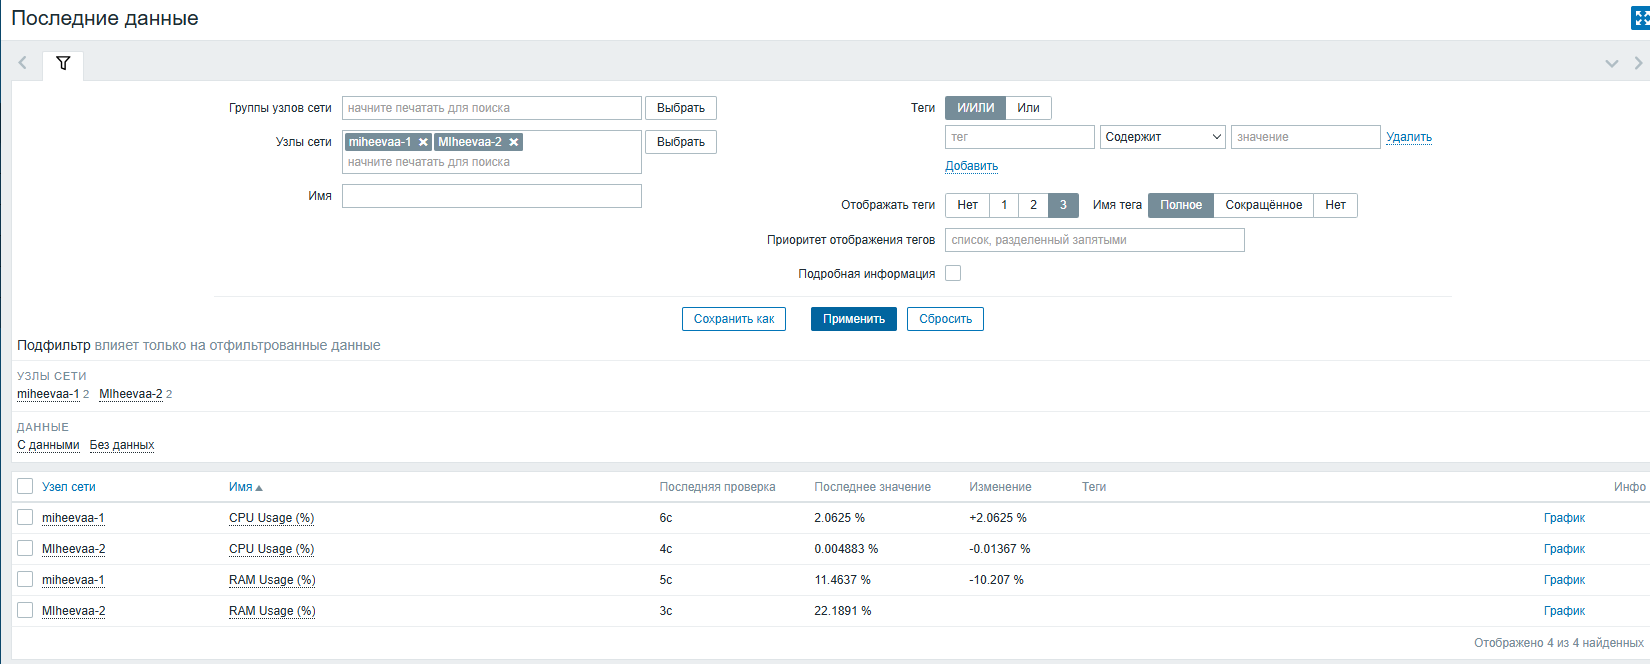 Последние данные
Группы узлов сети начните печатать для поиска Выбрать
Узлы сети miheevaa-1 MIheevaa-2 Выбрать
начните печатать для поиска
Имя
Теги И/ИЛИ Или
тег Содержит значение Удалить
Добавить
Отображать теги Нет 1 2 3 Имя тега Полное Сокращённое Нет
Приоритет отображения тегов список, разделенный запятыми
Подробная информация
Сохранить как Применить Сбросить
Подфильтр влияет только на отфильтрованные данные
УЗЛЫ СЕТИ
miheevaa-1 2 MIheevaa-2 2
ДАННЫЕ
С данными Без данных
Узел сети Имя Последняя проверка Последнее значение Изменение Теги Инфо
miheevaa-1 CPU Usage (%) 6с 2.0625 % +2.0625 % График
MIheevaa-2 CPU Usage (%) 4с 0.004883 % -0.01367 % График
miheevaa-1 RAM Usage (%) 5с 11.4637 % -10.207 % График
MIheevaa-2 RAM Usage (%) 3с 22.1891 % График
Отображено 4 из 4 найденных